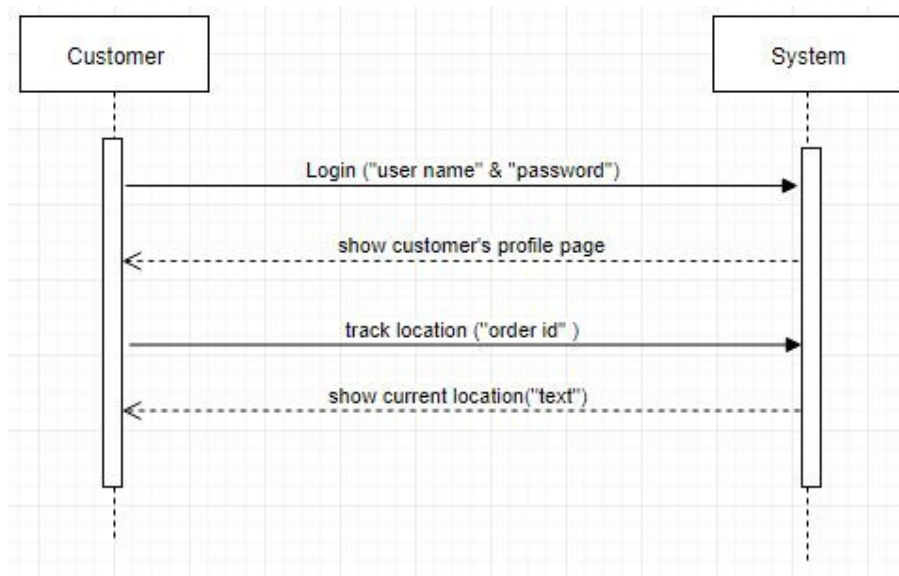 Customer
System
Login ("user name" & "password")
show customer's profile page
track location ("order id" )
show current location("text")